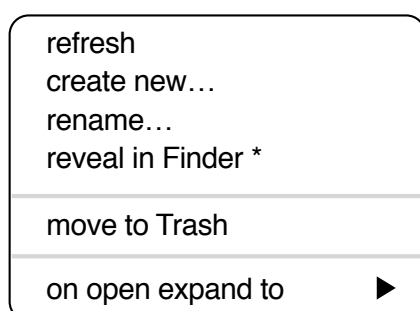 refresh
create new…
rename…
reveal in Finder *
move to Trash
on open expand to ▶